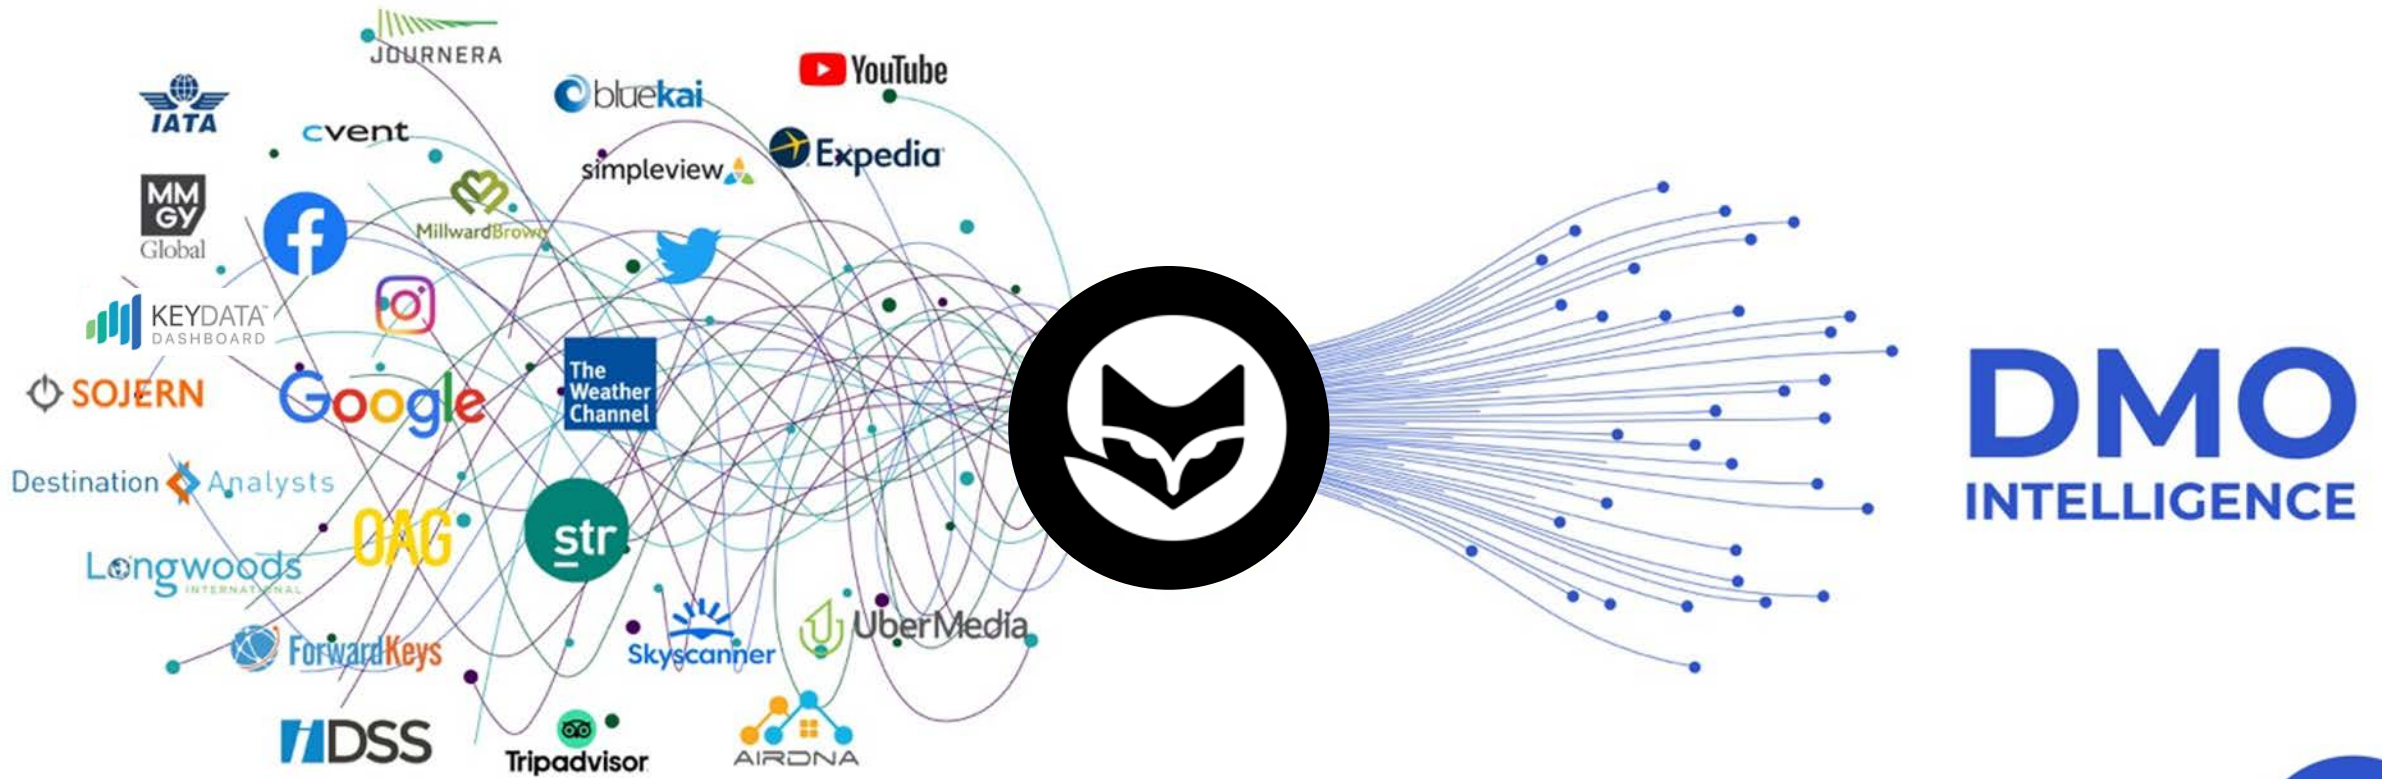 JOURNERA
IATA
cvent
bluekai
YouTube
simpleview
Expedia
MM
GY
Global
MillwardBrown
KEYDATA™
DASHBOARD
SOJERN
Google
The
Weather
Channel
Destination Analysts
OAG
str
Longwoods
INTERNATIONAL
ForwardKeys
Skyscanner
UberMedia
DSS
Tripadvisor
AIRDNA
DMO
INTELLIGENCE